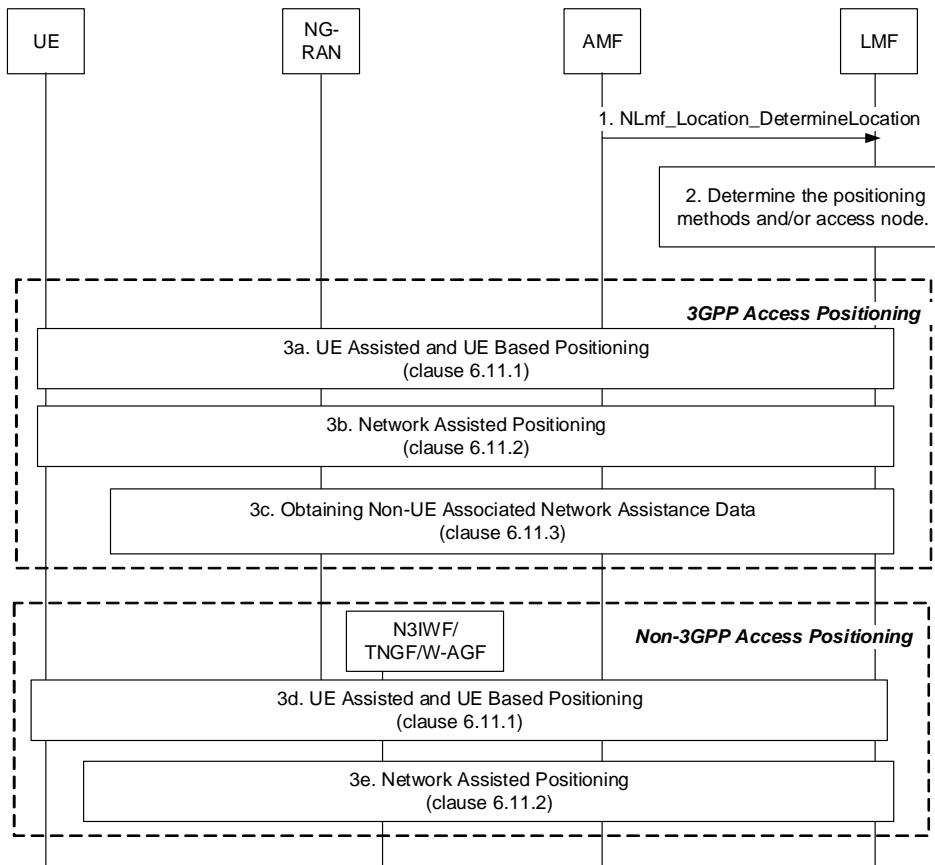 UE
NG-
RAN
AMF
LMF
1. NLmf_Location_DetermineLocation
2. Determine the positioning
methods and/or access node.
3GPP Access Positioning
3a. UE Assisted and UE Based Positioning
(clause 6.11.1)
3b. Network Assisted Positioning
(clause 6.11.2)
3c. Obtaining Non-UE Associated Network Assistance Data
(clause 6.11.3)
N3IWF/
TNGF/W-AGF
Non-3GPP Access Positioning
3d. UE Assisted and UE Based Positioning
(clause 6.11.1)
3e. Network Assisted Positioning
(clause 6.11.2)